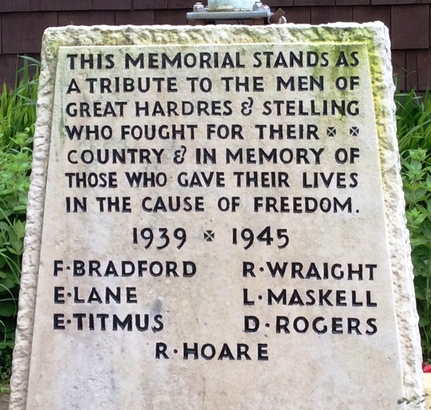 THIS MEMORIAL STANDS AS
A TRIBUTE TO THE MEN OF
GREAT HARDRES & STELLING
WHO FOUGHT FOR THEIR
COUNTRY & IN MEMORY OF
THOSE WHO GAVE THEIR LIVES
IN THE CAUSE OF FREEDOM.
1939 1945
F·BRADFORD R·WRAIGHT
E·LANE L·MASKELL
E·TITMUS D·ROGERS
R·HOARE